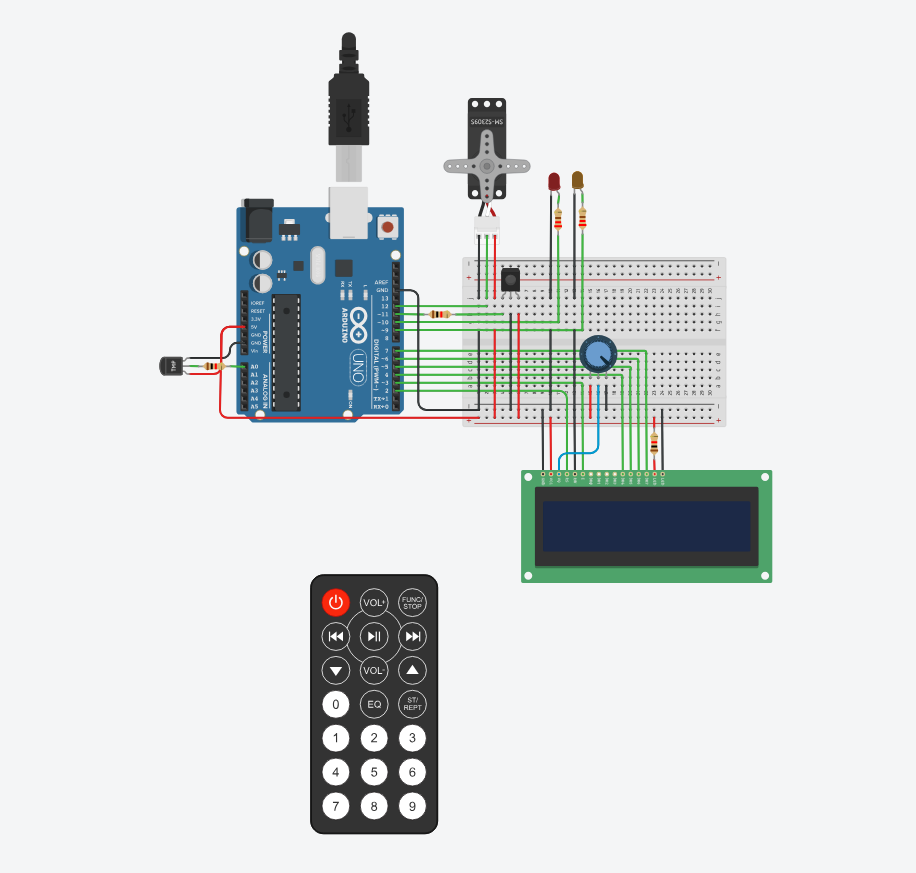 SM-S2309S
AREF
GND
13
12
~11
~10
~9
8
7
~6
~5
4
~3
2
TX→1
RX←0
DIGITAL (PWM~)
ARDUINO
UNO
TX
RX
L
ON
IOREF
RESET
3.3V
5V
GND
GND
Vin
POWER
A0
A1
A2
A3
A4
A5
ANALOG IN
TMP
VOL+
FUNC/
STOP
VOL-
0
EQ
ST/
REPT
1 2 3
4 5 6
7 8 9